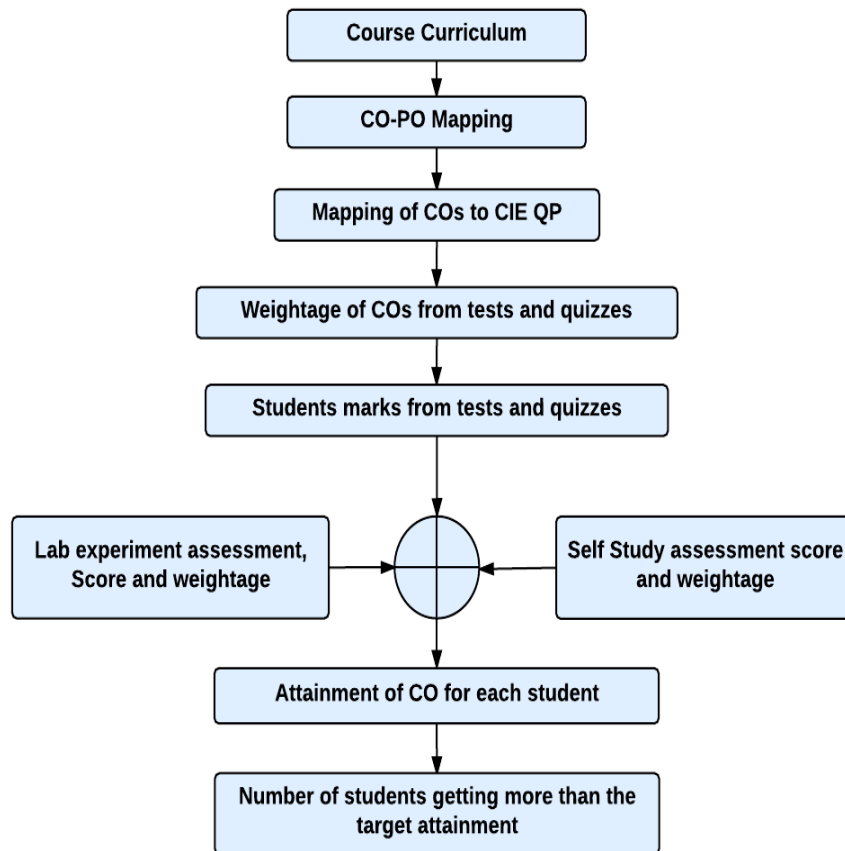 Course Curriculum
CO-PO Mapping
Mapping of COs to CIE QP
Weightage of COs from tests and quizzes
Students marks from tests and quizzes
Lab experiment assessment,
Score and weightage
Self Study assessment score
and weightage
Attainment of CO for each student
Number of students getting more than the
target attainment